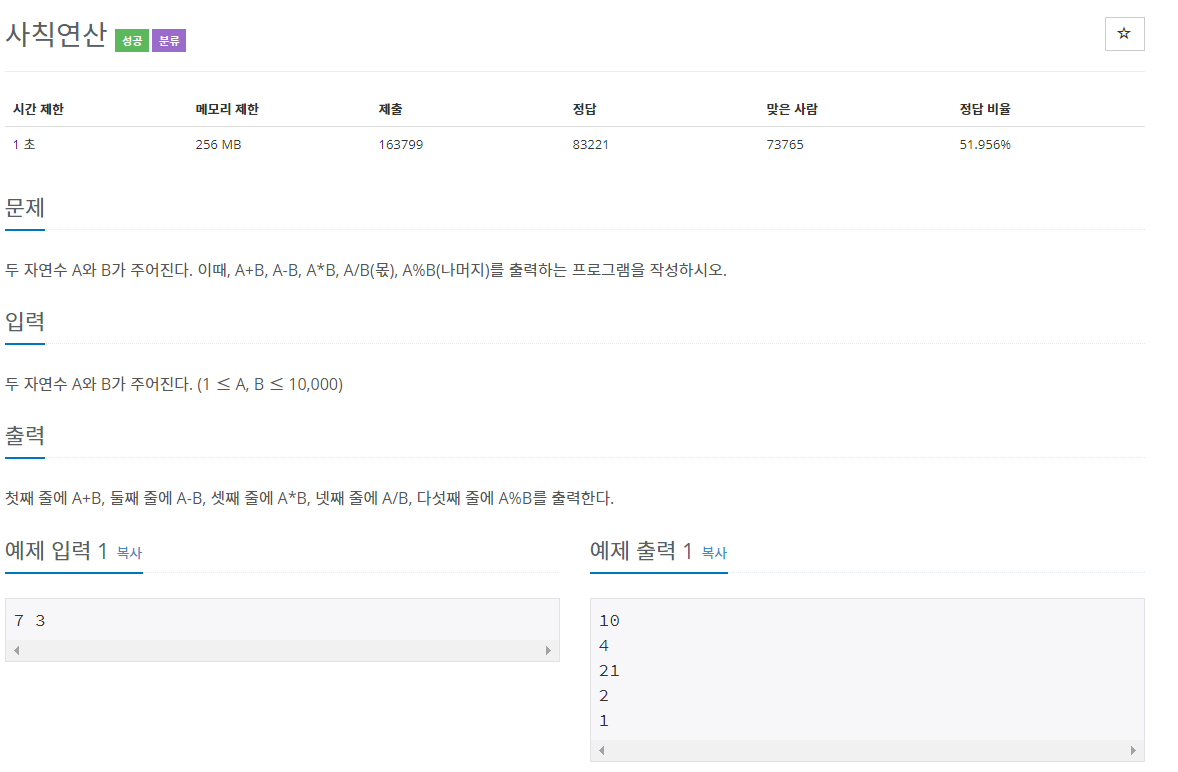 사칙연산 성공 분류
☆
시간 제한 메모리 제한 제출 정답 맞은 사람 정답 비율
1 초 256 MB 163799 83221 73765 51.956%
문제
두 자연수 A와 B가 주어진다. 이때, A+B, A-B, A*B, A/B(몫), A%B(나머지)를 출력하는 프로그램을 작성하시오.
입력
두 자연수 A와 B가 주어진다. (1 ≤ A, B ≤ 10,000)
출력
첫째 줄에 A+B, 둘째 줄에 A-B, 셋째 줄에 A*B, 넷째 줄에 A/B, 다섯째 줄에 A%B를 출력한다.
예제 입력 1 복사
7 3
예제 출력 1 복사
10
4
21
2
1